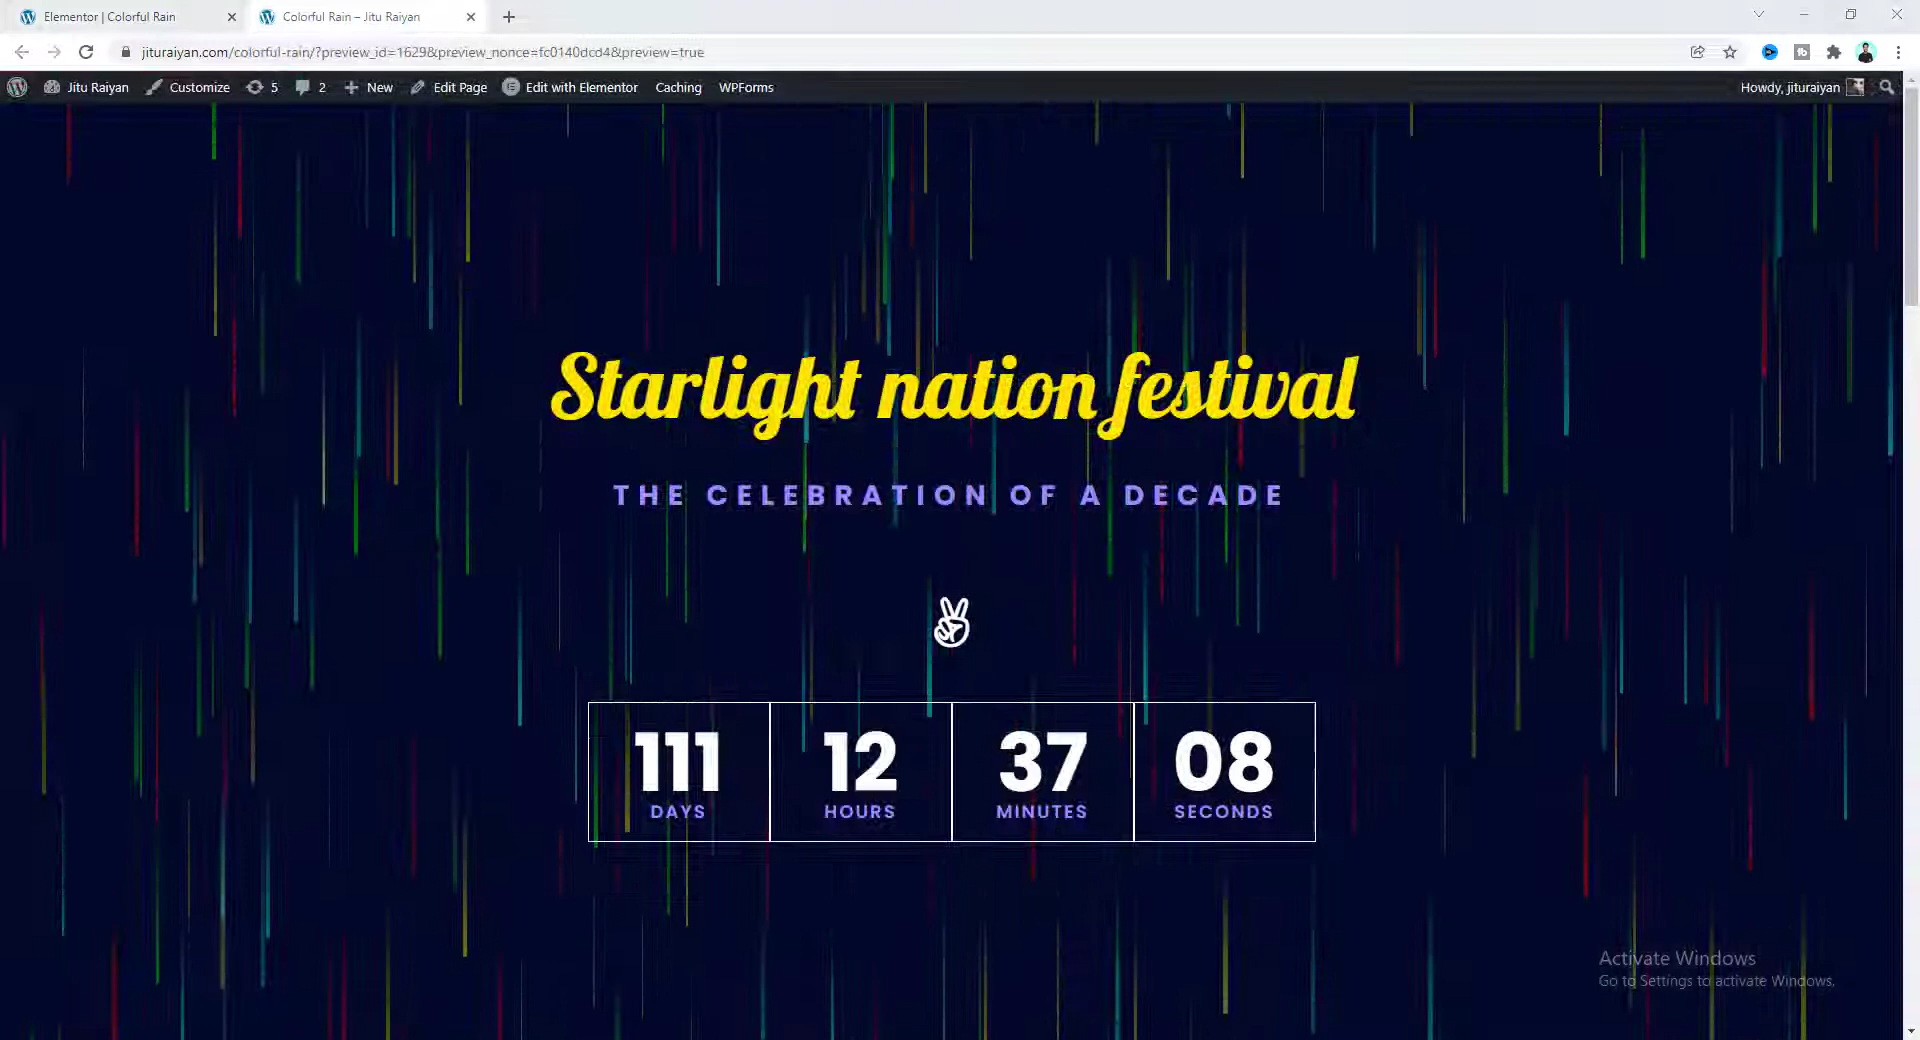 Elementor | Colorful Rain
Colorful Rain – Jitu Raiyan
jituraiyan.com/colorful-rain/?preview_id=1629&preview_nonce=fc0140dcd4&preview=true
Jitu Raiyan
Customize
5
2
New
Edit Page
Edit with Elementor
Caching
WPForms
Howdy, jituraiyan
Starlight nation festival
THE CELEBRATION OF A DECADE
111
12
37
08
DAYS
HOURS
MINUTES
SECONDS
Activate Windows
Go to Settings to activate Windows.